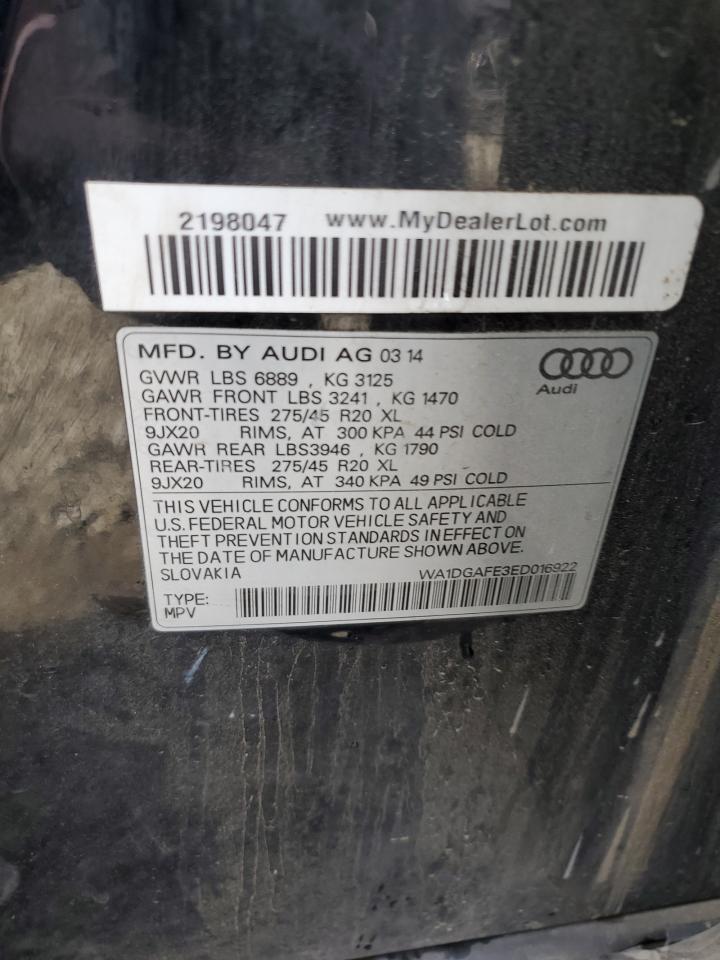 2198047 www.MyDealerLot.com
MFD. BY AUDI AG 03 14
Audi
GVWR LBS 6889 , KG 3125
GAWR FRONT LBS 3241 , KG 1470
FRONT-TIRES 275/45 R20 XL
9JX20 RIMS, AT 300 KPA 44 PSI COLD
GAWR REAR LBS3946 , KG 1790
REAR-TIRES 275/45 R20 XL
9JX20 RIMS, AT 340 KPA 49 PSI COLD
THIS VEHICLE CONFORMS TO ALL APPLICABLE
U.S. FEDERAL MOTOR VEHICLE SAFETY AND
THEFT PREVENTION STANDARDS IN EFFECT ON
THE DATE OF MANUFACTURE SHOWN ABOVE.
SLOVAKIA WA1DGAFE3ED016922
TYPE:
MPV